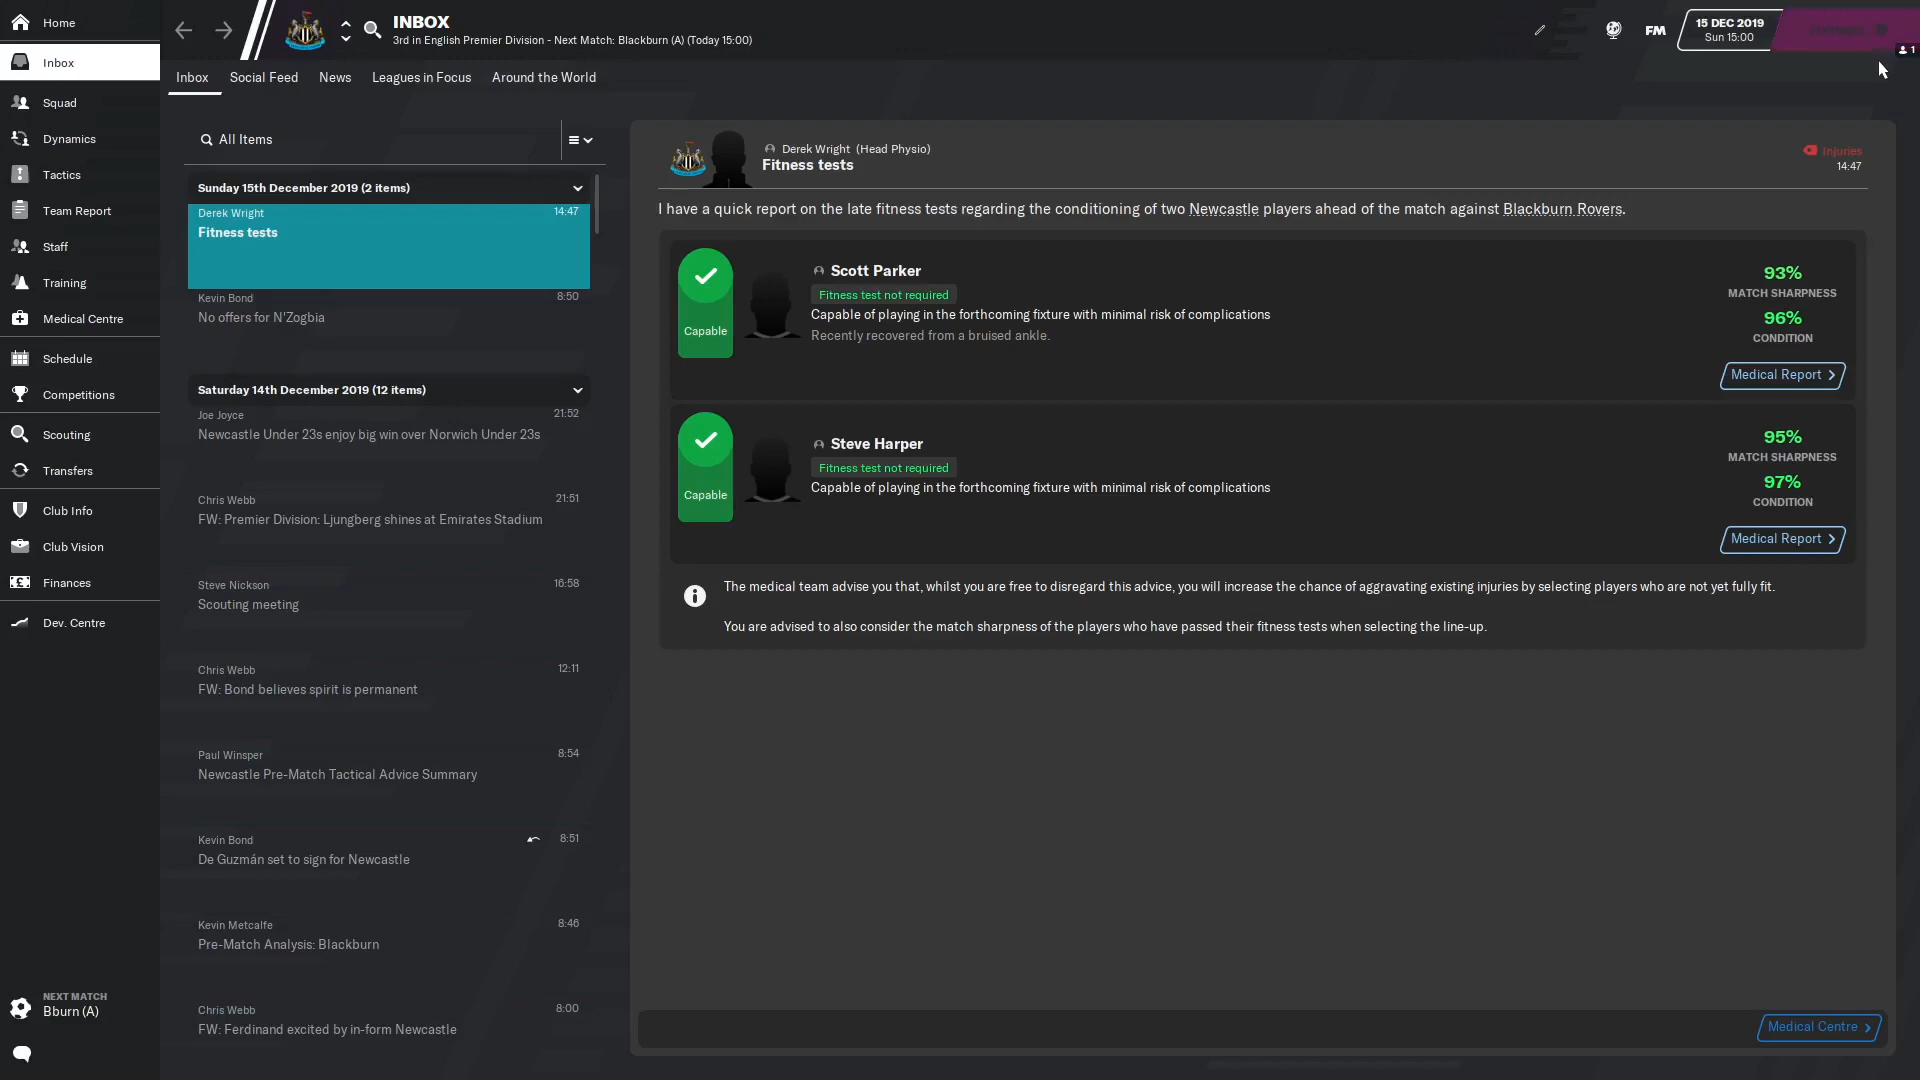 Home
Inbox
Squad
Dynamics
Tactics
Team Report
Staff
Training
Medical Centre
Schedule
Competitions
Scouting
Transfers
Club Info
Club Vision
Finances
Dev. Centre
NEXT MATCH
Bburn (A)
INBOX
3rd in English Premier Division - Next Match: Blackburn (A) (Today 15:00)
FM
15 DEC 2019
Sun 15:00
1
Inbox
Social Feed
News
Leagues in Focus
Around the World
All Items
Sunday 15th December 2019 (2 items)
Derek Wright 14:47
Fitness tests
Kevin Bond 8:50
No offers for N'Zogbia
Saturday 14th December 2019 (12 items)
Joe Joyce 21:52
Newcastle Under 23s enjoy big win over Norwich Under 23s
Chris Webb 21:51
FW: Premier Division: Ljungberg shines at Emirates Stadium
Steve Nickson 16:58
Scouting meeting
Chris Webb 12:11
FW: Bond believes spirit is permanent
Paul Winsper 8:54
Newcastle Pre-Match Tactical Advice Summary
Kevin Bond 8:51
De Guzmán set to sign for Newcastle
Kevin Metcalfe 8:46
Pre-Match Analysis: Blackburn
Chris Webb 8:00
FW: Ferdinand excited by in-form Newcastle
Derek Wright (Head Physio)
Fitness tests
Injuries
14:47
I have a quick report on the late fitness tests regarding the conditioning of two Newcastle players ahead of the match against Blackburn Rovers.
Capable
Scott Parker
Fitness test not required
Capable of playing in the forthcoming fixture with minimal risk of complications
Recently recovered from a bruised ankle.
93%
MATCH SHARPNESS
96%
CONDITION
Medical Report
Capable
Steve Harper
Fitness test not required
Capable of playing in the forthcoming fixture with minimal risk of complications
95%
MATCH SHARPNESS
97%
CONDITION
Medical Report
The medical team advise you that, whilst you are free to disregard this advice, you will increase the chance of aggravating existing injuries by selecting players who are not yet fully fit.
You are advised to also consider the match sharpness of the players who have passed their fitness tests when selecting the line-up.
Medical Centre